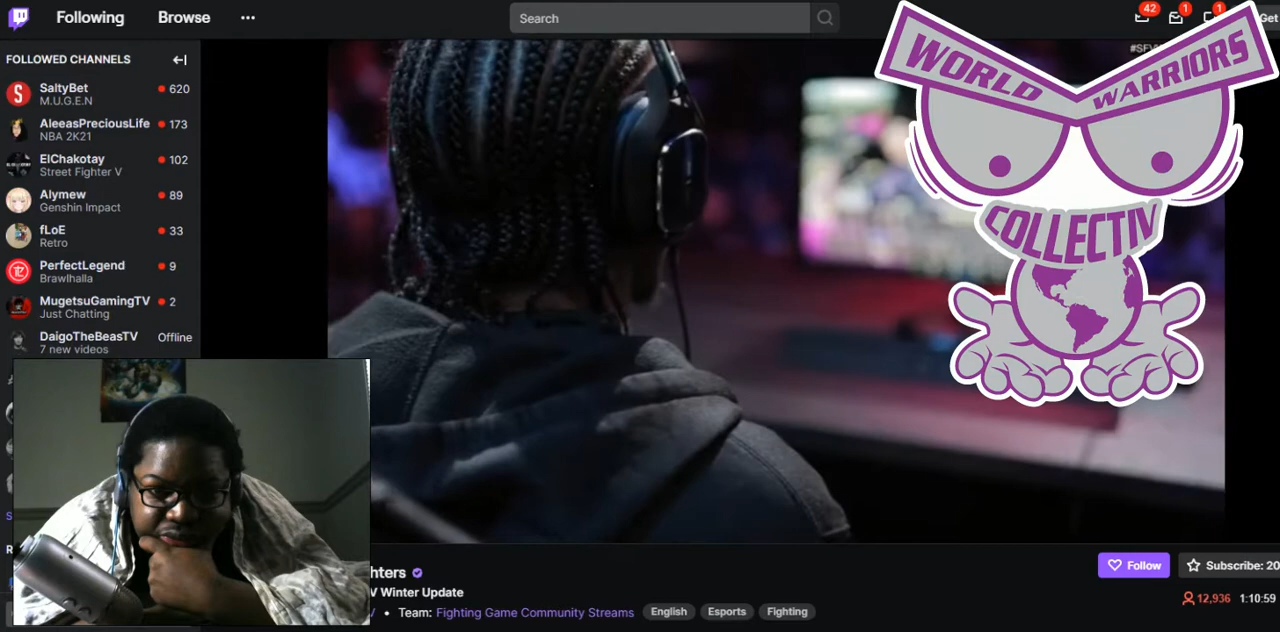 Following Browse ... Search 42 1 1 Get
FOLLOWED CHANNELS
SaltyBet 620
M.U.G.E.N
AleeasPreciousLife 173
NBA 2K21
ElChakotay 102
Street Fighter V
Alymew 89
Genshin Impact
fLoE 33
Retro
PerfectLegend 9
Brawlhalla
MugetsuGamingTV 2
Just Chatting
DaigoTheBeasTV Offline
7 new videos
WORLD WARRIORS
COLLECTIV
hters
V Winter Update
V • Team: Fighting Game Community Streams English Esports Fighting
Follow Subscribe: 20
12,936 1:10:59